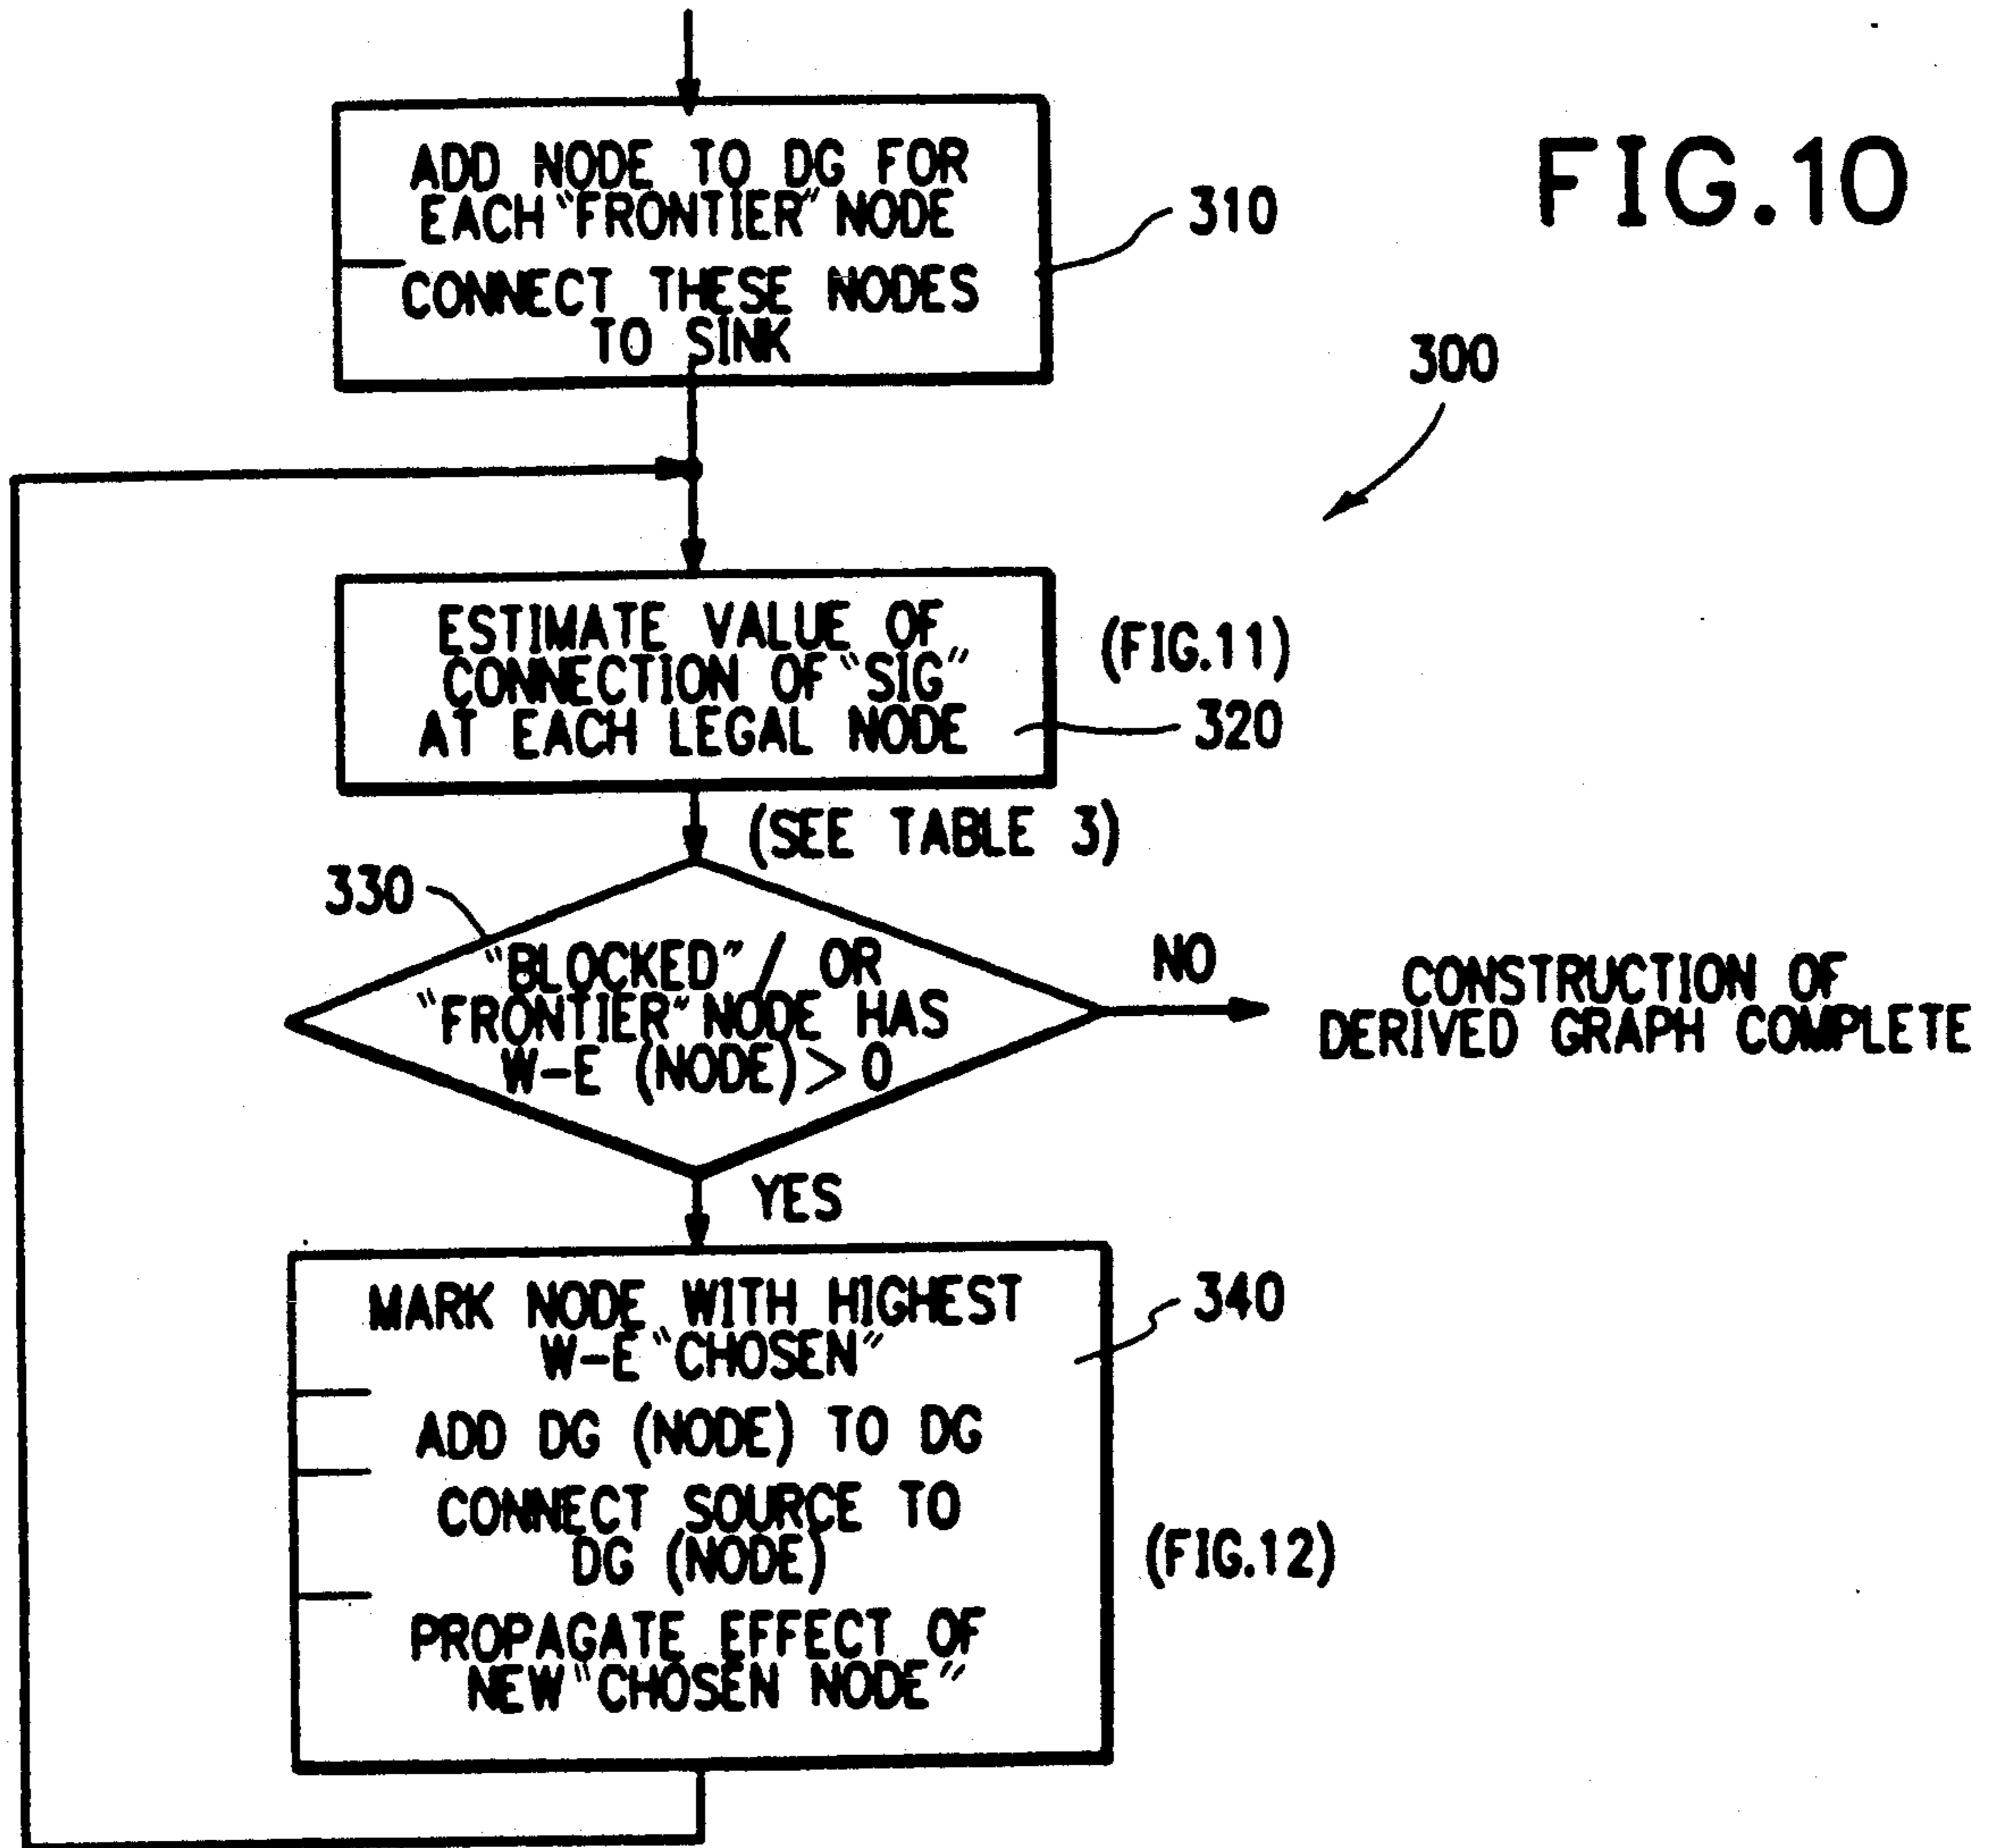 FIG.10
ADD NODE TO DG FOR
EACH "FRONTIER" NODE
CONNECT THESE NODES
TO SINK
310
300
ESTIMATE VALUE OF
CONNECTION OF "SIG"
AT EACH LEGAL NODE
(FIG.11)
320
(SEE TABLE 3)
330
"BLOCKED" / OR
"FRONTIER" NODE HAS
W-E (NODE) > 0
NO
CONSTRUCTION OF
DERIVED GRAPH COMPLETE
YES
MARK NODE WITH HIGHEST
W-E "CHOSEN"
340
ADD DG (NODE) TO DG
CONNECT SOURCE TO
DG (NODE)
(FIG.12)
PROPAGATE EFFECT OF
NEW "CHOSEN NODE"